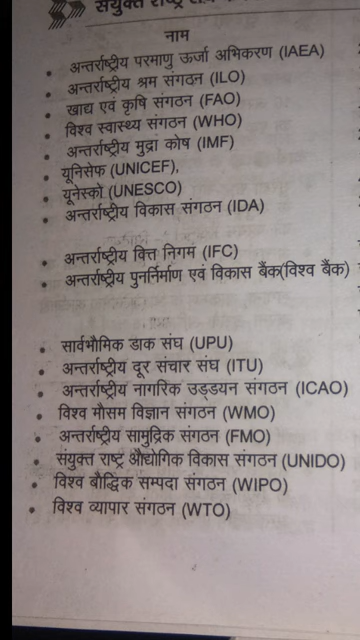 संयुक्त राष्ट्र
नाम
• अन्तर्राष्ट्रीय परमाणु ऊर्जा अभिकरण (IAEA)
• अन्तर्राष्ट्रीय श्रम संगठन (ILO)
• खाद्य एवं कृषि संगठन (FAO)
• विश्व स्वास्थ्य संगठन (WHO)
• अन्तर्राष्ट्रीय मुद्रा कोष (IMF)
• यूनिसेफ (UNICEF),
• यूनेस्को (UNESCO)
• अन्तर्राष्ट्रीय विकास संगठन (IDA)
• अन्तर्राष्ट्रीय वित्त निगम (IFC)
• अन्तर्राष्ट्रीय पुनर्निर्माण एवं विकास बैंक(विश्व बैंक)
• सार्वभौमिक डाक संघ (UPU)
• अन्तर्राष्ट्रीय दूर संचार संघ (ITU)
• अन्तर्राष्ट्रीय नागरिक उड्डयन संगठन (ICAO)
• विश्व मौसम विज्ञान संगठन (WMO)
• अन्तर्राष्ट्रीय सामुद्रिक संगठन (FMO)
• संयुक्त राष्ट्र औद्योगिक विकास संगठन (UNIDO)
• विश्व बौद्धिक सम्पदा संगठन (WIPO)
• विश्व व्यापार संगठन (WTO)